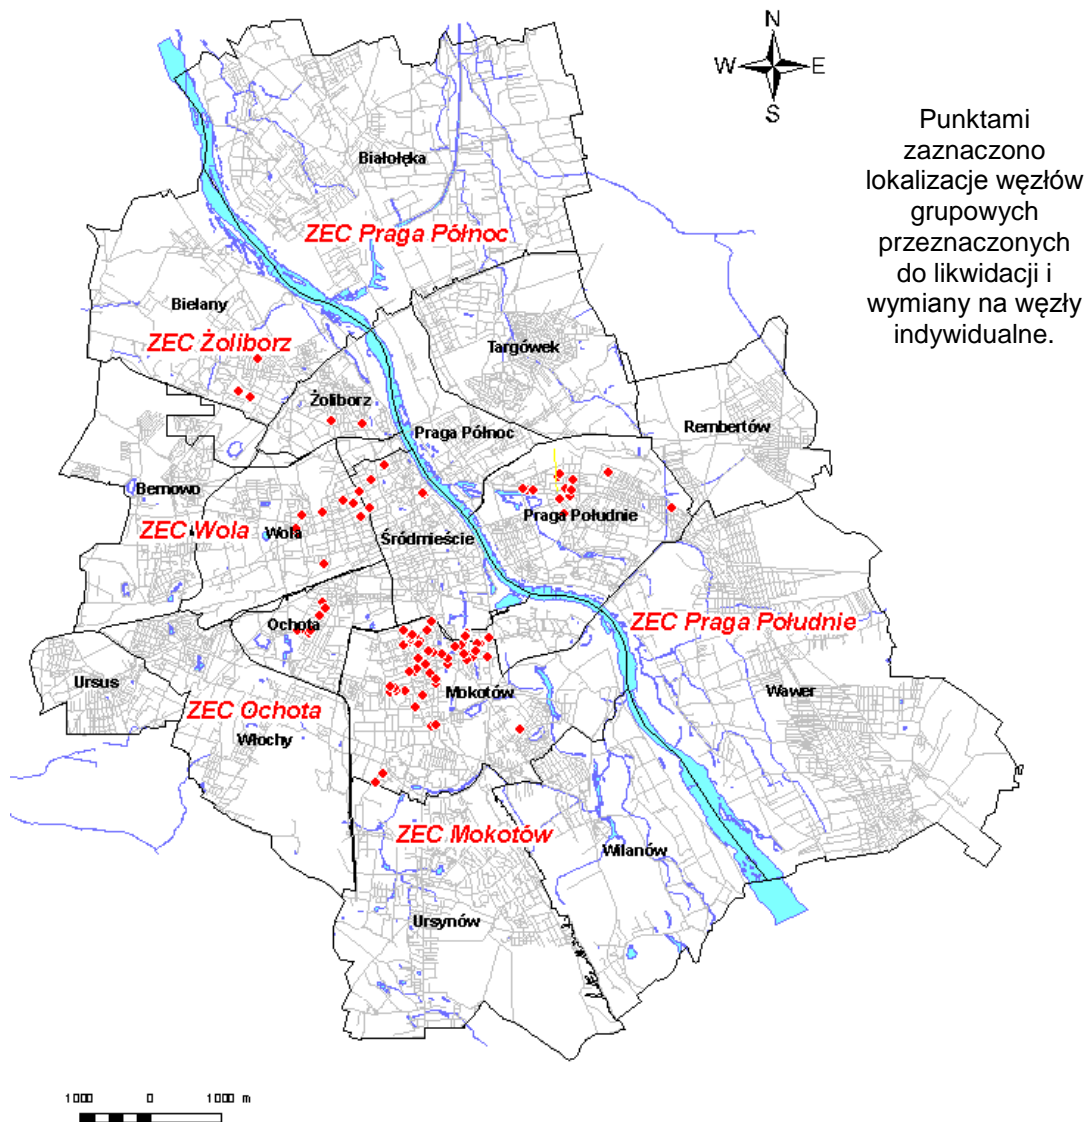 N
W E
S
Punktami
zaznaczono
lokalizacje węzłów
grupowych
przeznaczonych
do likwidacji i
wymiany na węzły
indywidualne.
Białołęka
ZEC Praga Północ
Bielany
ZEC Żoliborz
Targówek
Żoliborz
Praga Północ
Rembertów
Bemowo
ZEC Wola
Wola
Śródmieście
Praga Południe
Ochota
ZEC Praga Południe
Ursus
Mokotów
Wawer
ZEC Ochota
Włochy
ZEC Mokotów
Wilanów
Ursynów
1000 0 1000 m